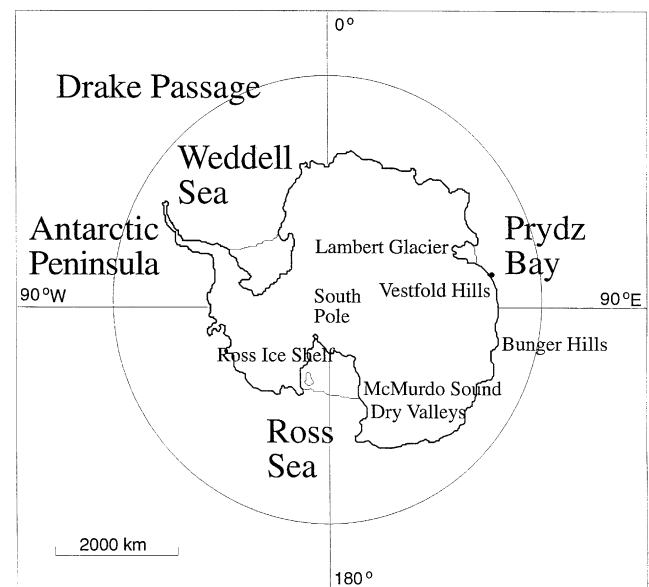 0°
Drake Passage
Weddell
Sea
Antarctic
Peninsula
Lambert Glacier
Prydz
Bay
Vestfold Hills
South
Pole
90°W
90°E
Bunger Hills
Ross Ice Shelf
McMurdo Sound
Dry Valleys
Ross
Sea
2000 km
180°